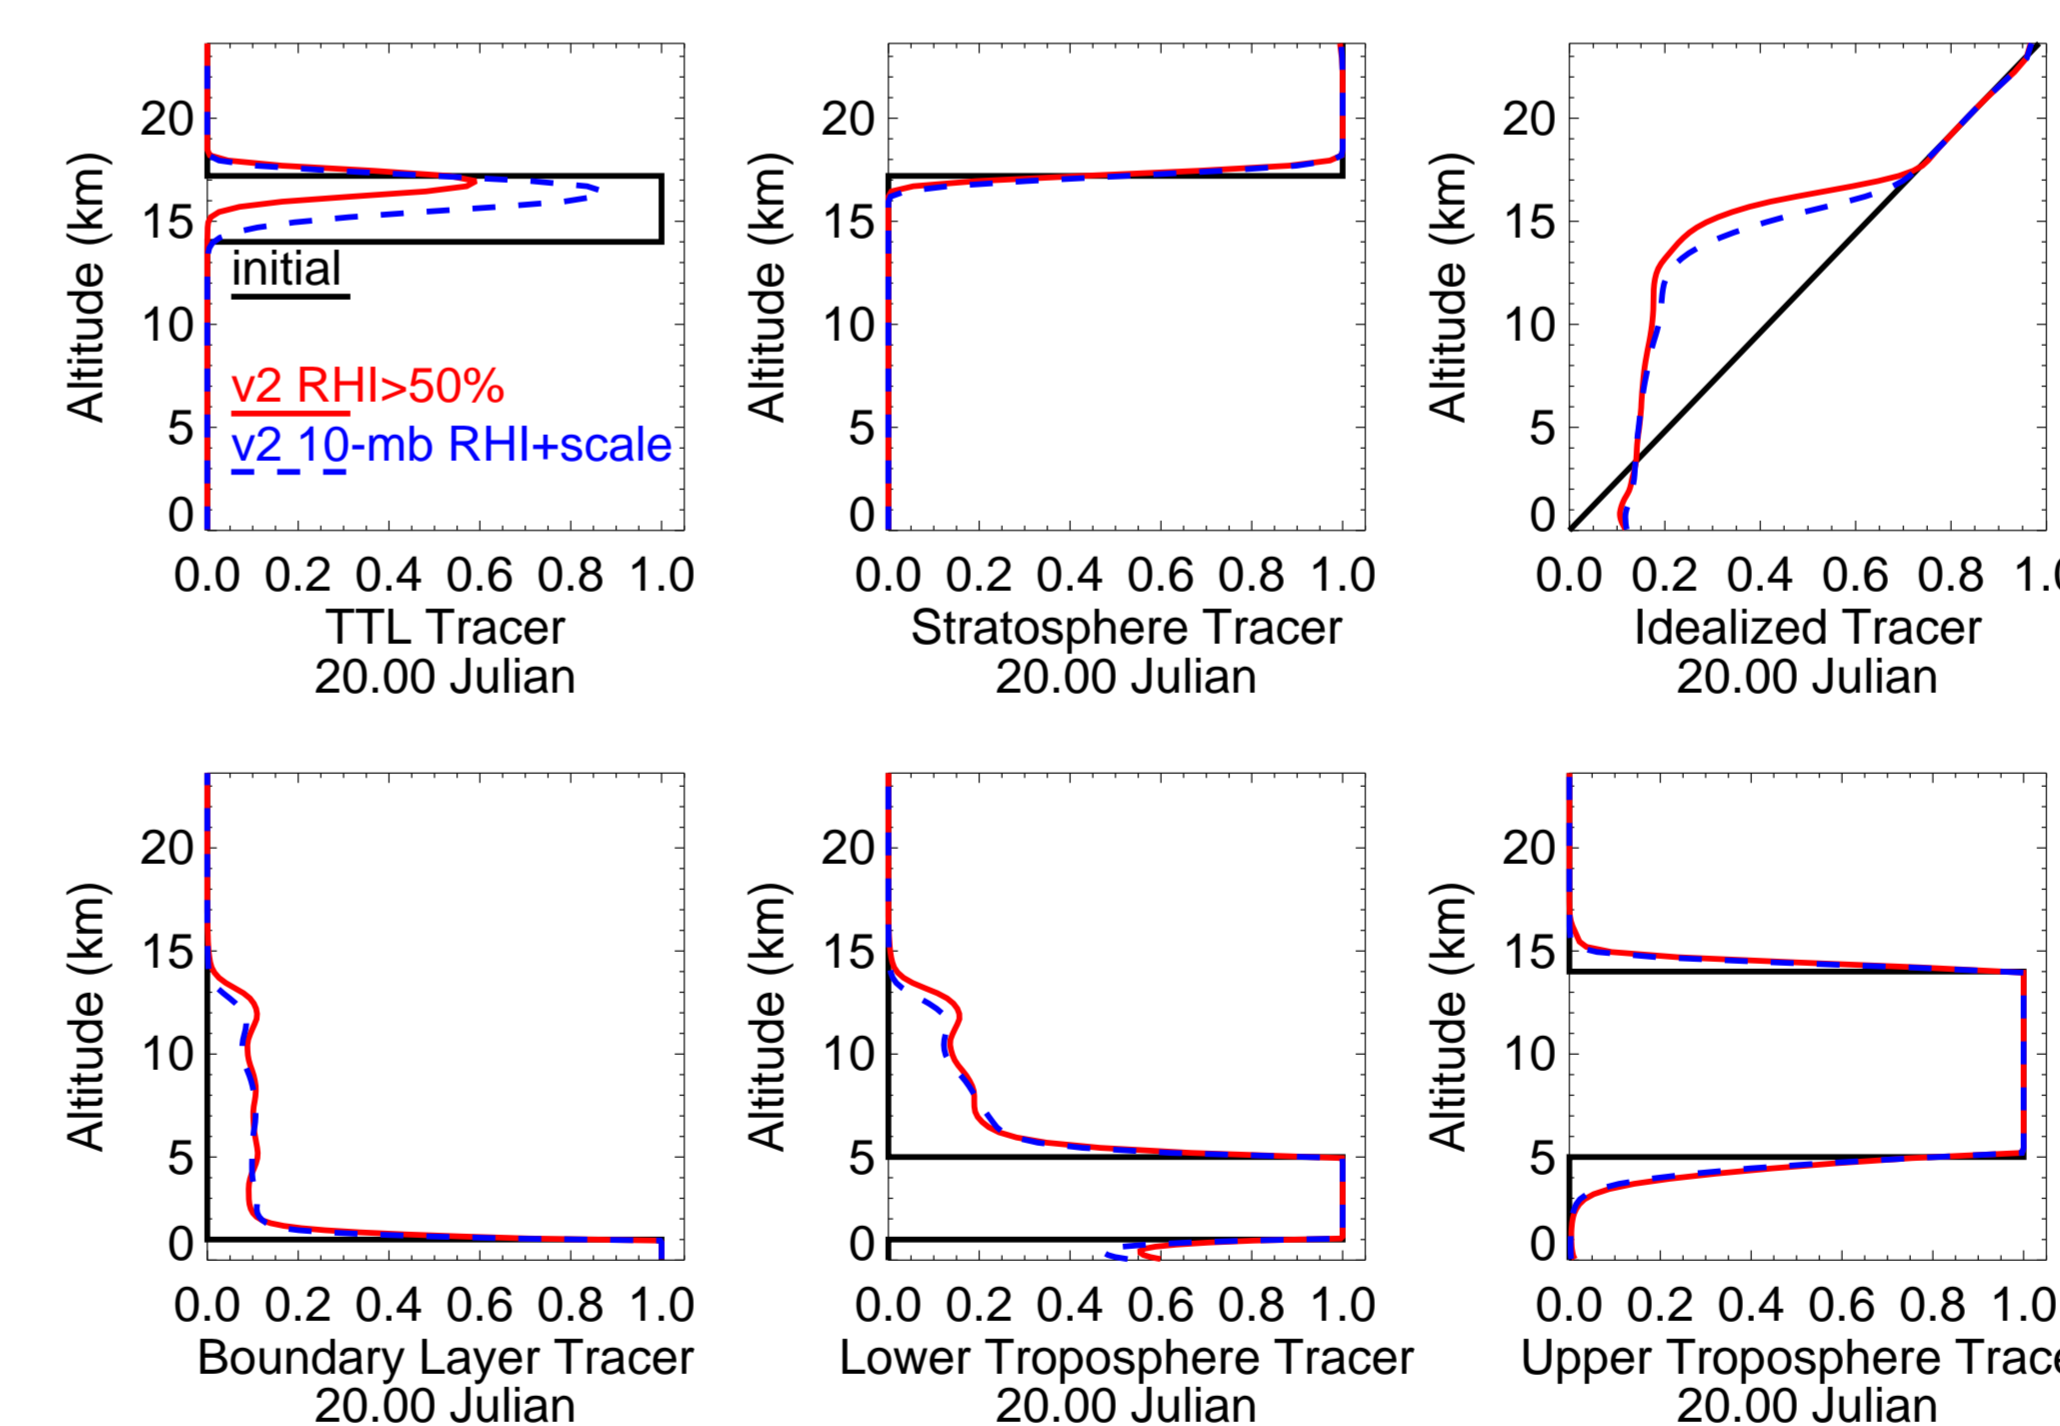 20
15
10
5
0
Altitude (km)
initial
v2 RHI>50%
v2 10-mb RHI+scale
0.0 0.2 0.4 0.6 0.8 1.0
TTL Tracer
20.00 Julian
20
15
10
5
0
Altitude (km)
0.0 0.2 0.4 0.6 0.8 1.0
Stratosphere Tracer
20.00 Julian
20
15
10
5
0
Altitude (km)
0.0 0.2 0.4 0.6 0.8 1.0
Idealized Tracer
20.00 Julian
20
15
10
5
0
Altitude (km)
0.0 0.2 0.4 0.6 0.8 1.0
Boundary Layer Tracer
20.00 Julian
20
15
10
5
0
Altitude (km)
0.0 0.2 0.4 0.6 0.8 1.0
Lower Troposphere Tracer
20.00 Julian
20
15
10
5
0
Altitude (km)
0.0 0.2 0.4 0.6 0.8 1.0
Upper Troposphere Trace
20.00 Julian